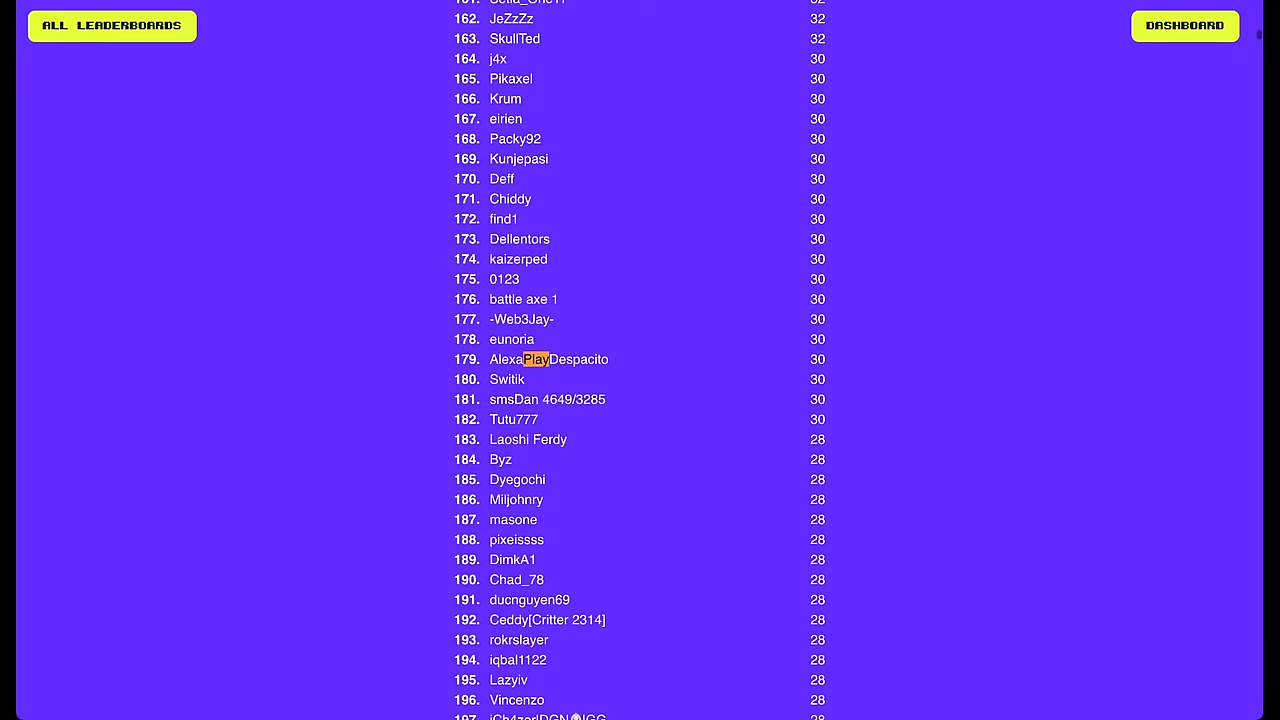 ALL LEADERBOARDS
DASHBOARD
162. JeZzZz 32
163. SkullTed 32
164. j4x 30
165. Pikaxel 30
166. Krum 30
167. eirien 30
168. Packy92 30
169. Kunjepasi 30
170. Deff 30
171. Chiddy 30
172. find1 30
173. Dellentors 30
174. kaizerped 30
175. 0123 30
176. battle axe 1 30
177. -Web3Jay- 30
178. eunoria 30
179. AlexaPlayDespacito 30
180. Switik 30
181. smsDan 4649/3285 30
182. Tutu777 30
183. Laoshi Ferdy 28
184. Byz 28
185. Dyegochi 28
186. Miljohnry 28
187. masone 28
188. pixeissss 28
189. DimkA1 28
190. Chad_78 28
191. ducnguyen69 28
192. Ceddy[Critter 2314] 28
193. rokrslayer 28
194. iqbal1122 28
195. Lazyiv 28
196. Vincenzo 28
197. 28